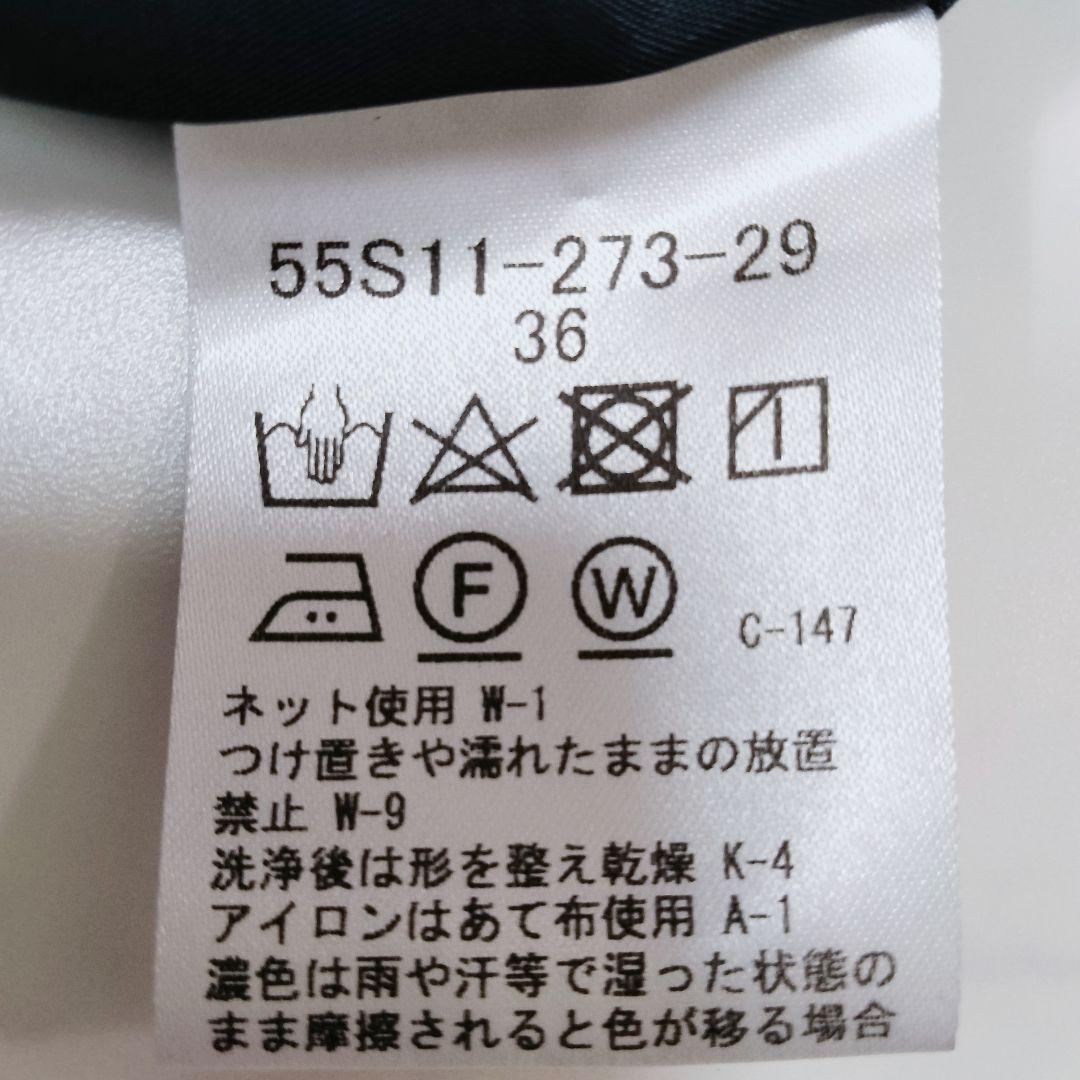 55S11-273-29
36
F W C-147
ネット使用 W-1
つけ置きや濡れたままの放置
禁止 W-9
洗浄後は形を整え乾燥 K-4
アイロンはあて布使用 A-1
濃色は雨や汗等で湿った状態の
まま摩擦されると色が移る場合